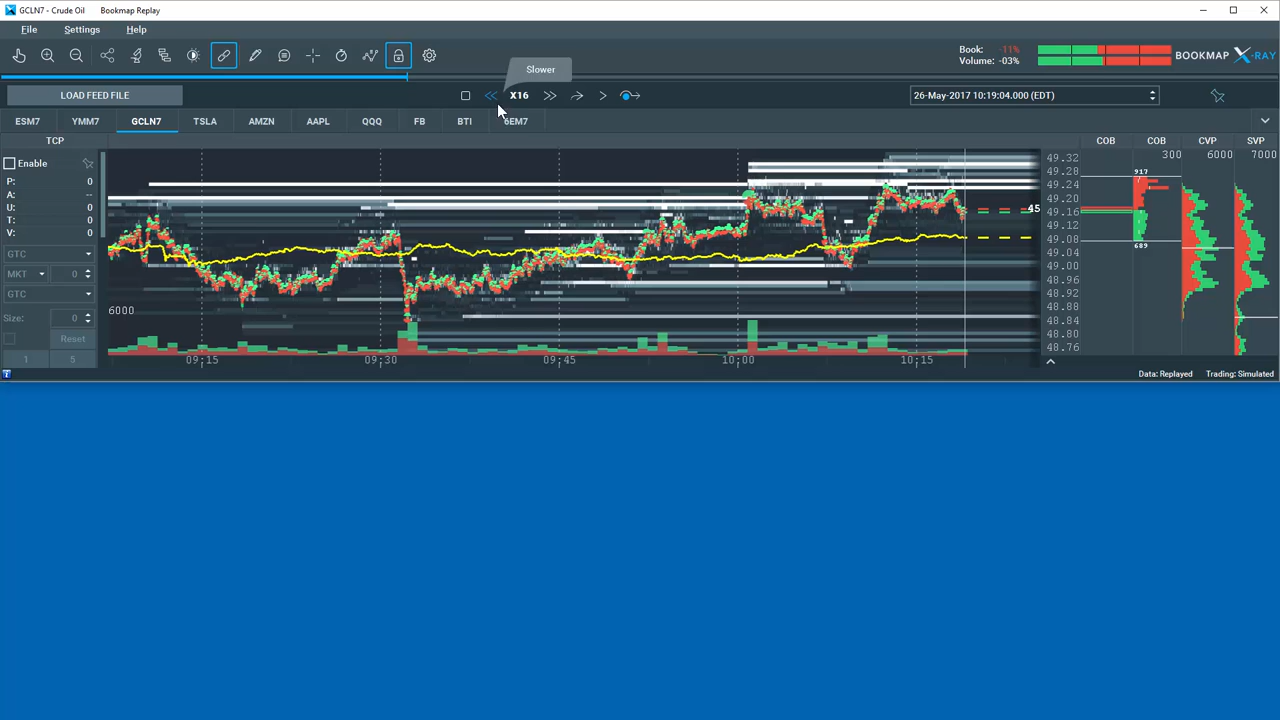 GCLN7 - Crude Oil Bookmap Replay
File Settings Help
Slower
Book: -11%
Volume: -03%
BOOKMAP X-RAY
LOAD FEED FILE
X16
26-May-2017 10:19:04.000 (EDT)
ESM7 YMM7 GCLN7 TSLA AMZN AAPL QQQ FB BTI 6EM7
TCP
COB COB CVP SVP
300 6000 7000
Enable
P: 0
A: --
U: 0
T: 0
V: 0
GTC
MKT 0
GTC
Size: 0
Reset
1 5
6000
45
49.32
49.28
49.24
49.20
49.16
49.12
49.08
49.04
49.00
48.96
48.92
48.88
48.84
48.80
48.76
917
689
09:15 09:30 09:45 10:00 10:15
Data: Replayed Trading: Simulated